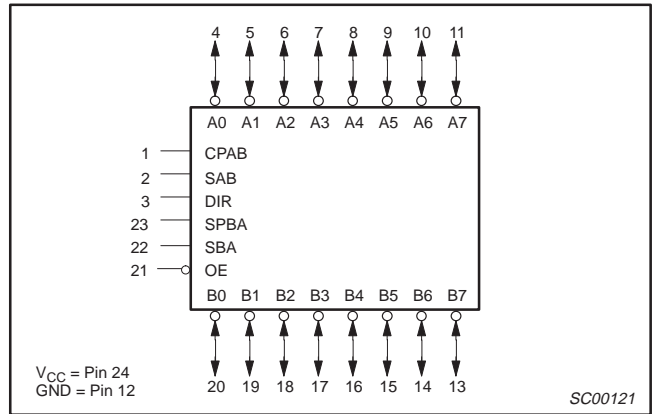 4 5 6 7 8 9 10 11
A0 A1 A2 A3 A4 A5 A6 A7
1 CPAB
2 SAB
3 DIR
23 SPBA
22 SBA
21 OE
B0 B1 B2 B3 B4 B5 B6 B7
20 19 18 17 16 15 14 13
VCC = Pin 24
GND = Pin 12
SC00121